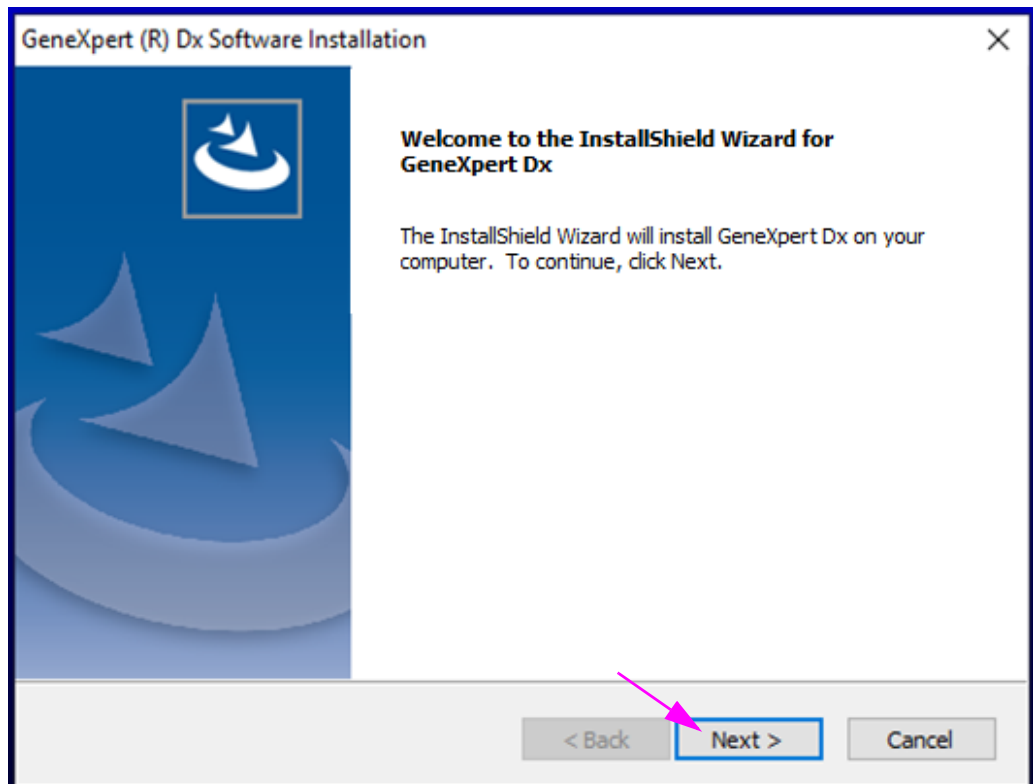 GeneXpert (R) Dx Software Installation
Welcome to the InstallShield Wizard for
GeneXpert Dx
The InstallShield Wizard will install GeneXpert Dx on your
computer.  To continue, click Next.
< Back Next > Cancel